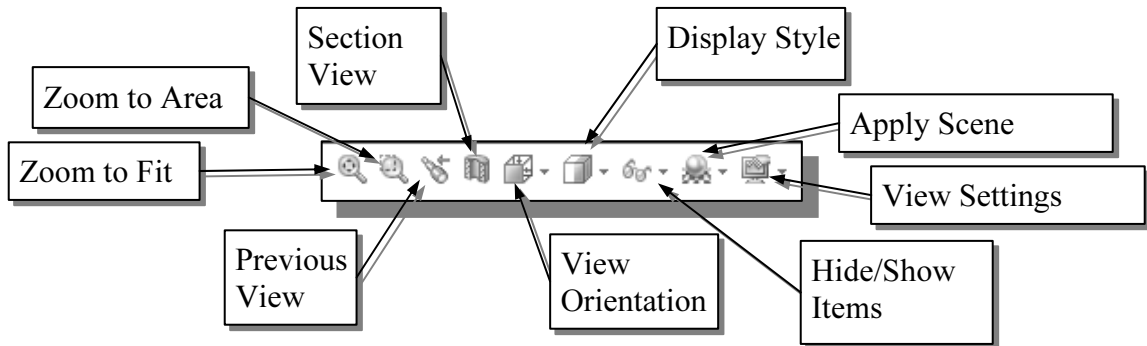 Section
View
Display Style
Zoom to Area
Apply Scene
Zoom to Fit
View Settings
Previous
View
View
Orientation
Hide/Show
Items